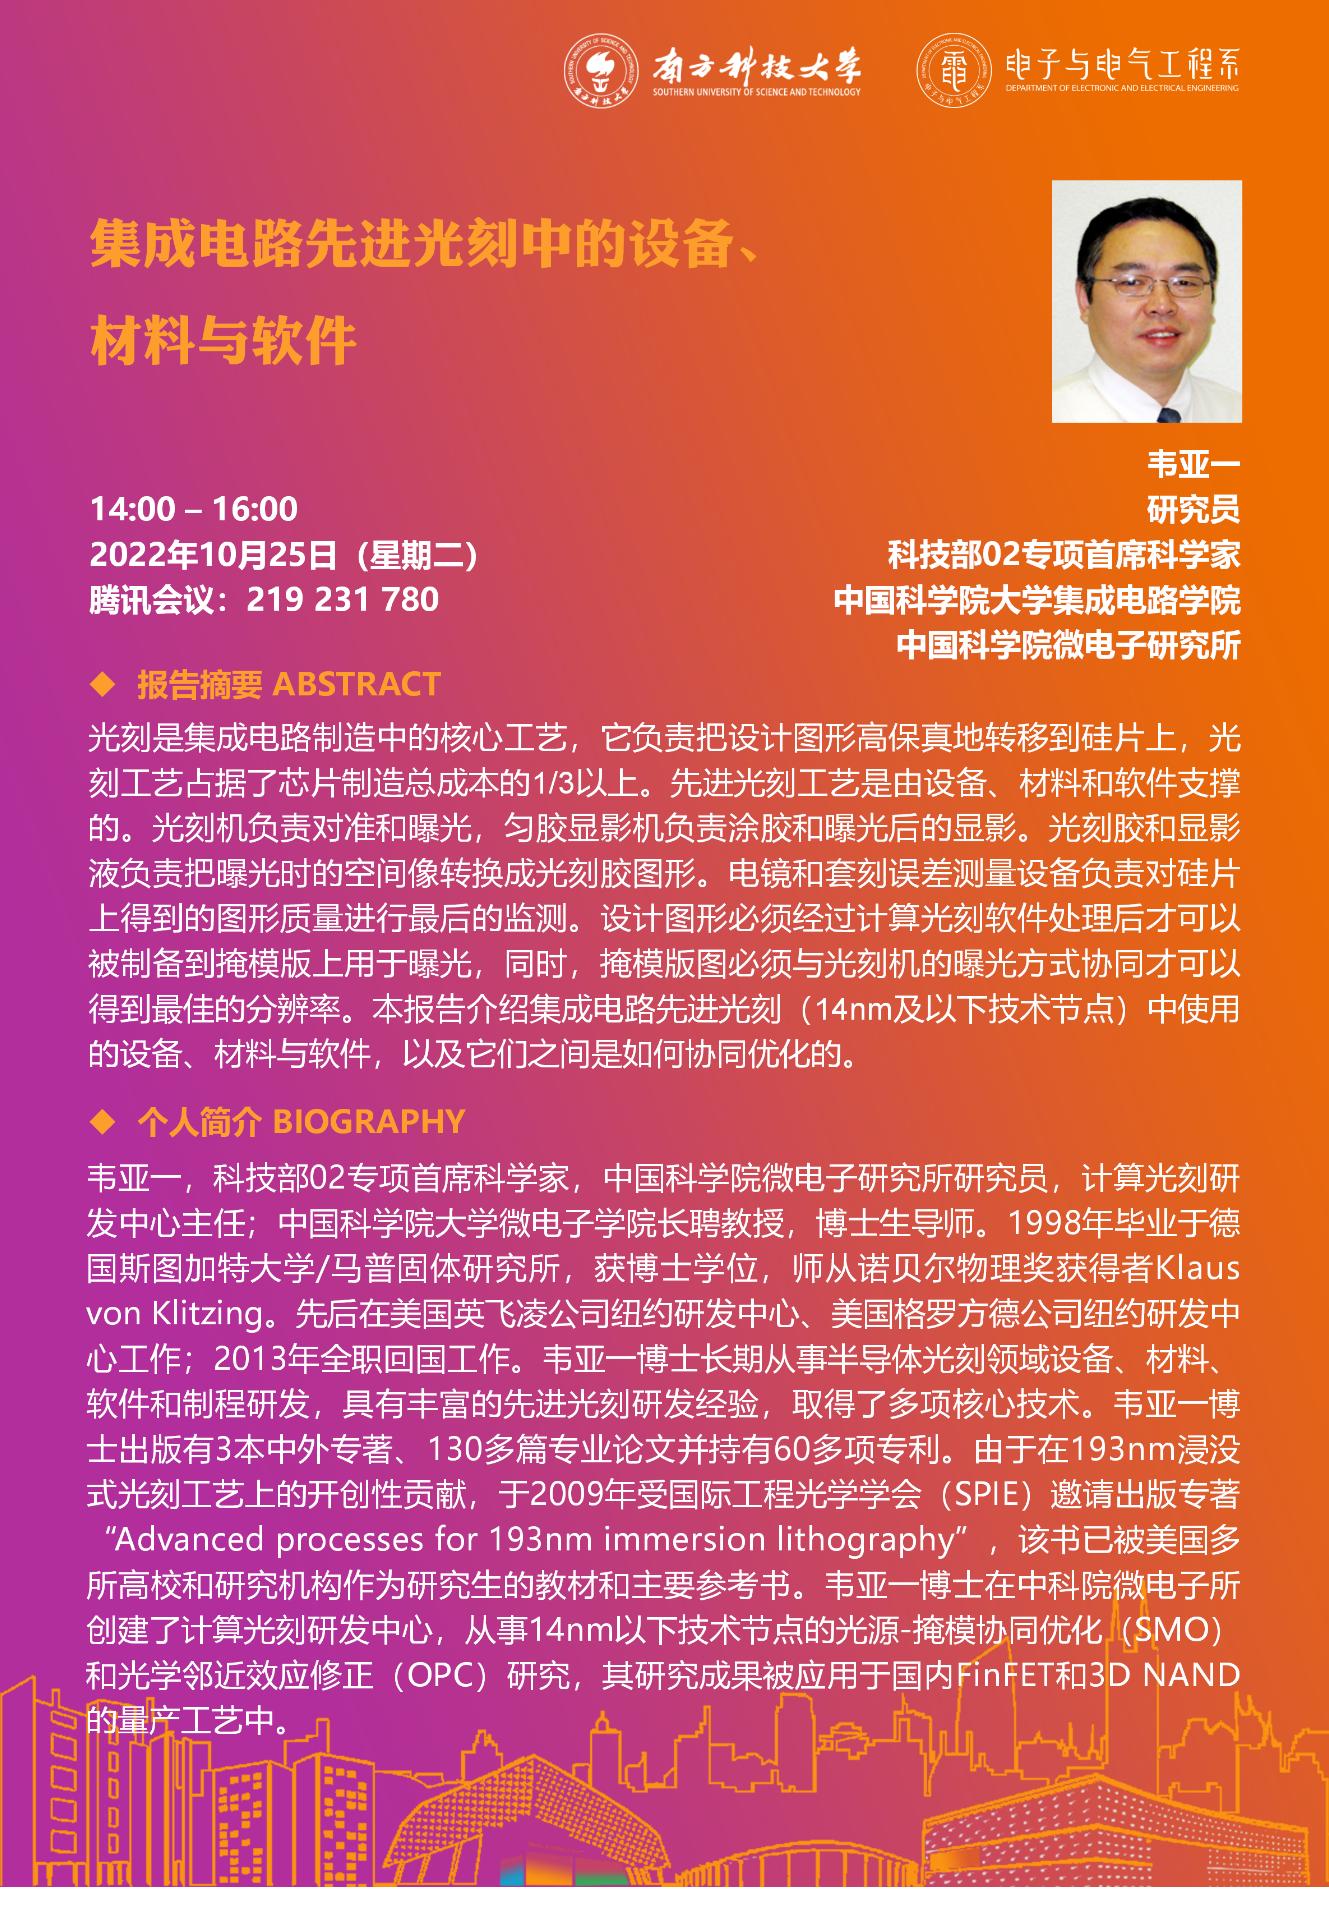 南方科技大学
SOUTHERN UNIVERSITY OF SCIENCE AND TECHNOLOGY
電
电子与电气工程系
DEPARTMENT OF ELECTRONIC AND ELECTRICAL ENGINEERING
集成电路先进光刻中的设备、
材料与软件
韦亚一
研究员
科技部02专项首席科学家
中国科学院大学集成电路学院
中国科学院微电子研究所
14:00 – 16:00
2022年10月25日（星期二）
腾讯会议：219 231 780
◆ 报告摘要 ABSTRACT
光刻是集成电路制造中的核心工艺，它负责把设计图形高保真地转移到硅片上，光
刻工艺占据了芯片制造总成本的1/3以上。先进光刻工艺是由设备、材料和软件支撑
的。光刻机负责对准和曝光，匀胶显影机负责涂胶和曝光后的显影。光刻胶和显影
液负责把曝光时的空间像转换成光刻胶图形。电镜和套刻误差测量设备负责对硅片
上得到的图形质量进行最后的监测。设计图形必须经过计算光刻软件处理后才可以
被制备到掩模版上用于曝光，同时，掩模版图必须与光刻机的曝光方式协同才可以
得到最佳的分辨率。本报告介绍集成电路先进光刻（14nm及以下技术节点）中使用
的设备、材料与软件，以及它们之间是如何协同优化的。
◆ 个人简介 BIOGRAPHY
韦亚一，科技部02专项首席科学家，中国科学院微电子研究所研究员，计算光刻研
发中心主任；中国科学院大学微电子学院长聘教授，博士生导师。1998年毕业于德
国斯图加特大学/马普固体研究所，获博士学位，师从诺贝尔物理奖获得者Klaus
von Klitzing。先后在美国英飞凌公司纽约研发中心、美国格罗方德公司纽约研发中
心工作；2013年全职回国工作。韦亚一博士长期从事半导体光刻领域设备、材料、
软件和制程研发，具有丰富的先进光刻研发经验，取得了多项核心技术。韦亚一博
士出版有3本中外专著、130多篇专业论文并持有60多项专利。由于在193nm浸没
式光刻工艺上的开创性贡献，于2009年受国际工程光学学会（SPIE）邀请出版专著
“Advanced processes for 193nm immersion lithography”，该书已被美国多
所高校和研究机构作为研究生的教材和主要参考书。韦亚一博士在中科院微电子所
创建了计算光刻研发中心，从事14nm以下技术节点的光源-掩模协同优化（SMO）
和光学邻近效应修正（OPC）研究，其研究成果被应用于国内FinFET和3D NAND
的量产工艺中。